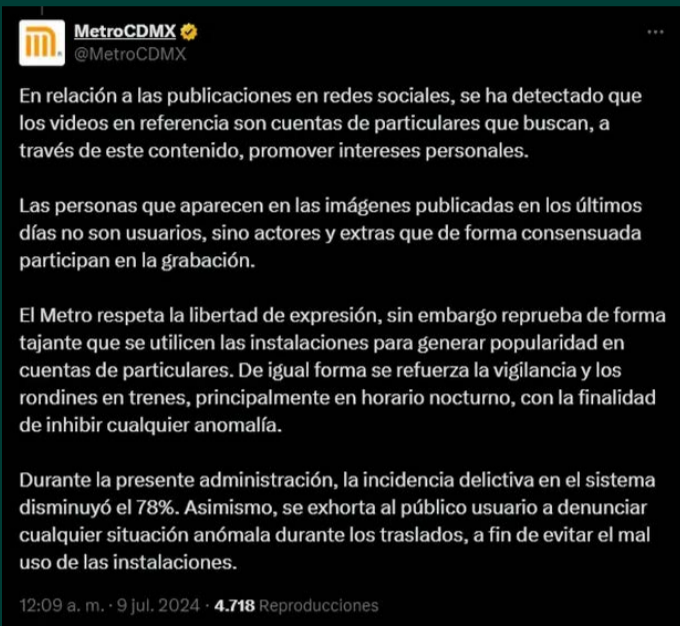 MetroCDMX
@MetroCDMX
En relación a las publicaciones en redes sociales, se ha detectado que
los videos en referencia son cuentas de particulares que buscan, a
través de este contenido, promover intereses personales.
Las personas que aparecen en las imágenes publicadas en los últimos
días no son usuarios, sino actores y extras que de forma consensuada
participan en la grabación.
El Metro respeta la libertad de expresión, sin embargo reprueba de forma
tajante que se utilicen las instalaciones para generar popularidad en
cuentas de particulares. De igual forma se refuerza la vigilancia y los
rondines en trenes, principalmente en horario nocturno, con la finalidad
de inhibir cualquier anomalía.
Durante la presente administración, la incidencia delictiva en el sistema
disminuyó el 78%. Asimismo, se exhorta al público usuario a denunciar
cualquier situación anómala durante los traslados, a fin de evitar el mal
uso de las instalaciones.
12:09 a. m. · 9 jul. 2024 · 4.718 Reproducciones